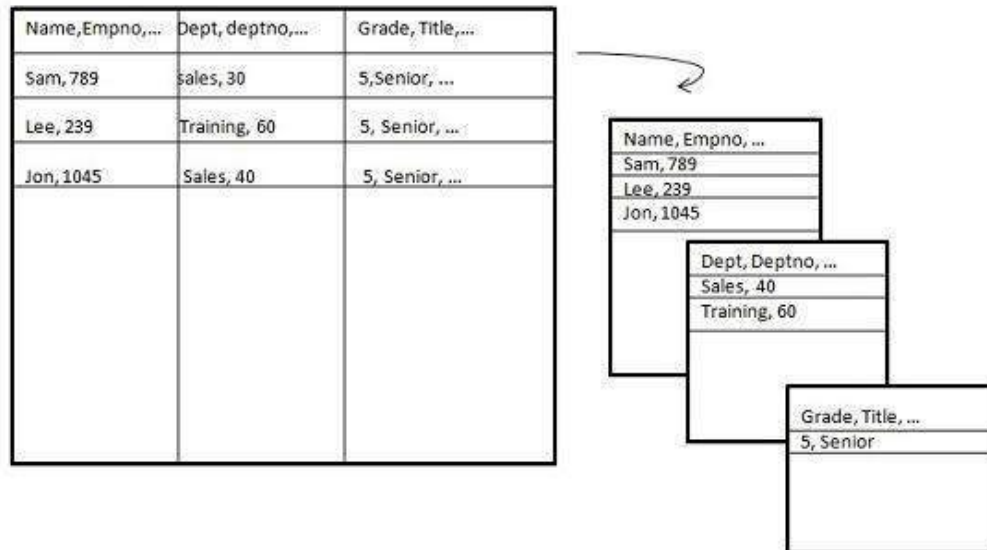 Name,Empno,... Dept, deptno,... Grade, Title,...
Sam, 789 sales, 30 5,Senior, ...
Lee, 239 Training, 60 5, Senior, ...
Jon, 1045 Sales, 40 5, Senior, ...
Name, Empno, ...
Sam, 789
Lee, 239
Jon, 1045
Dept, Deptno, ...
Sales, 40
Training, 60
Grade, Title, ...
5, Senior